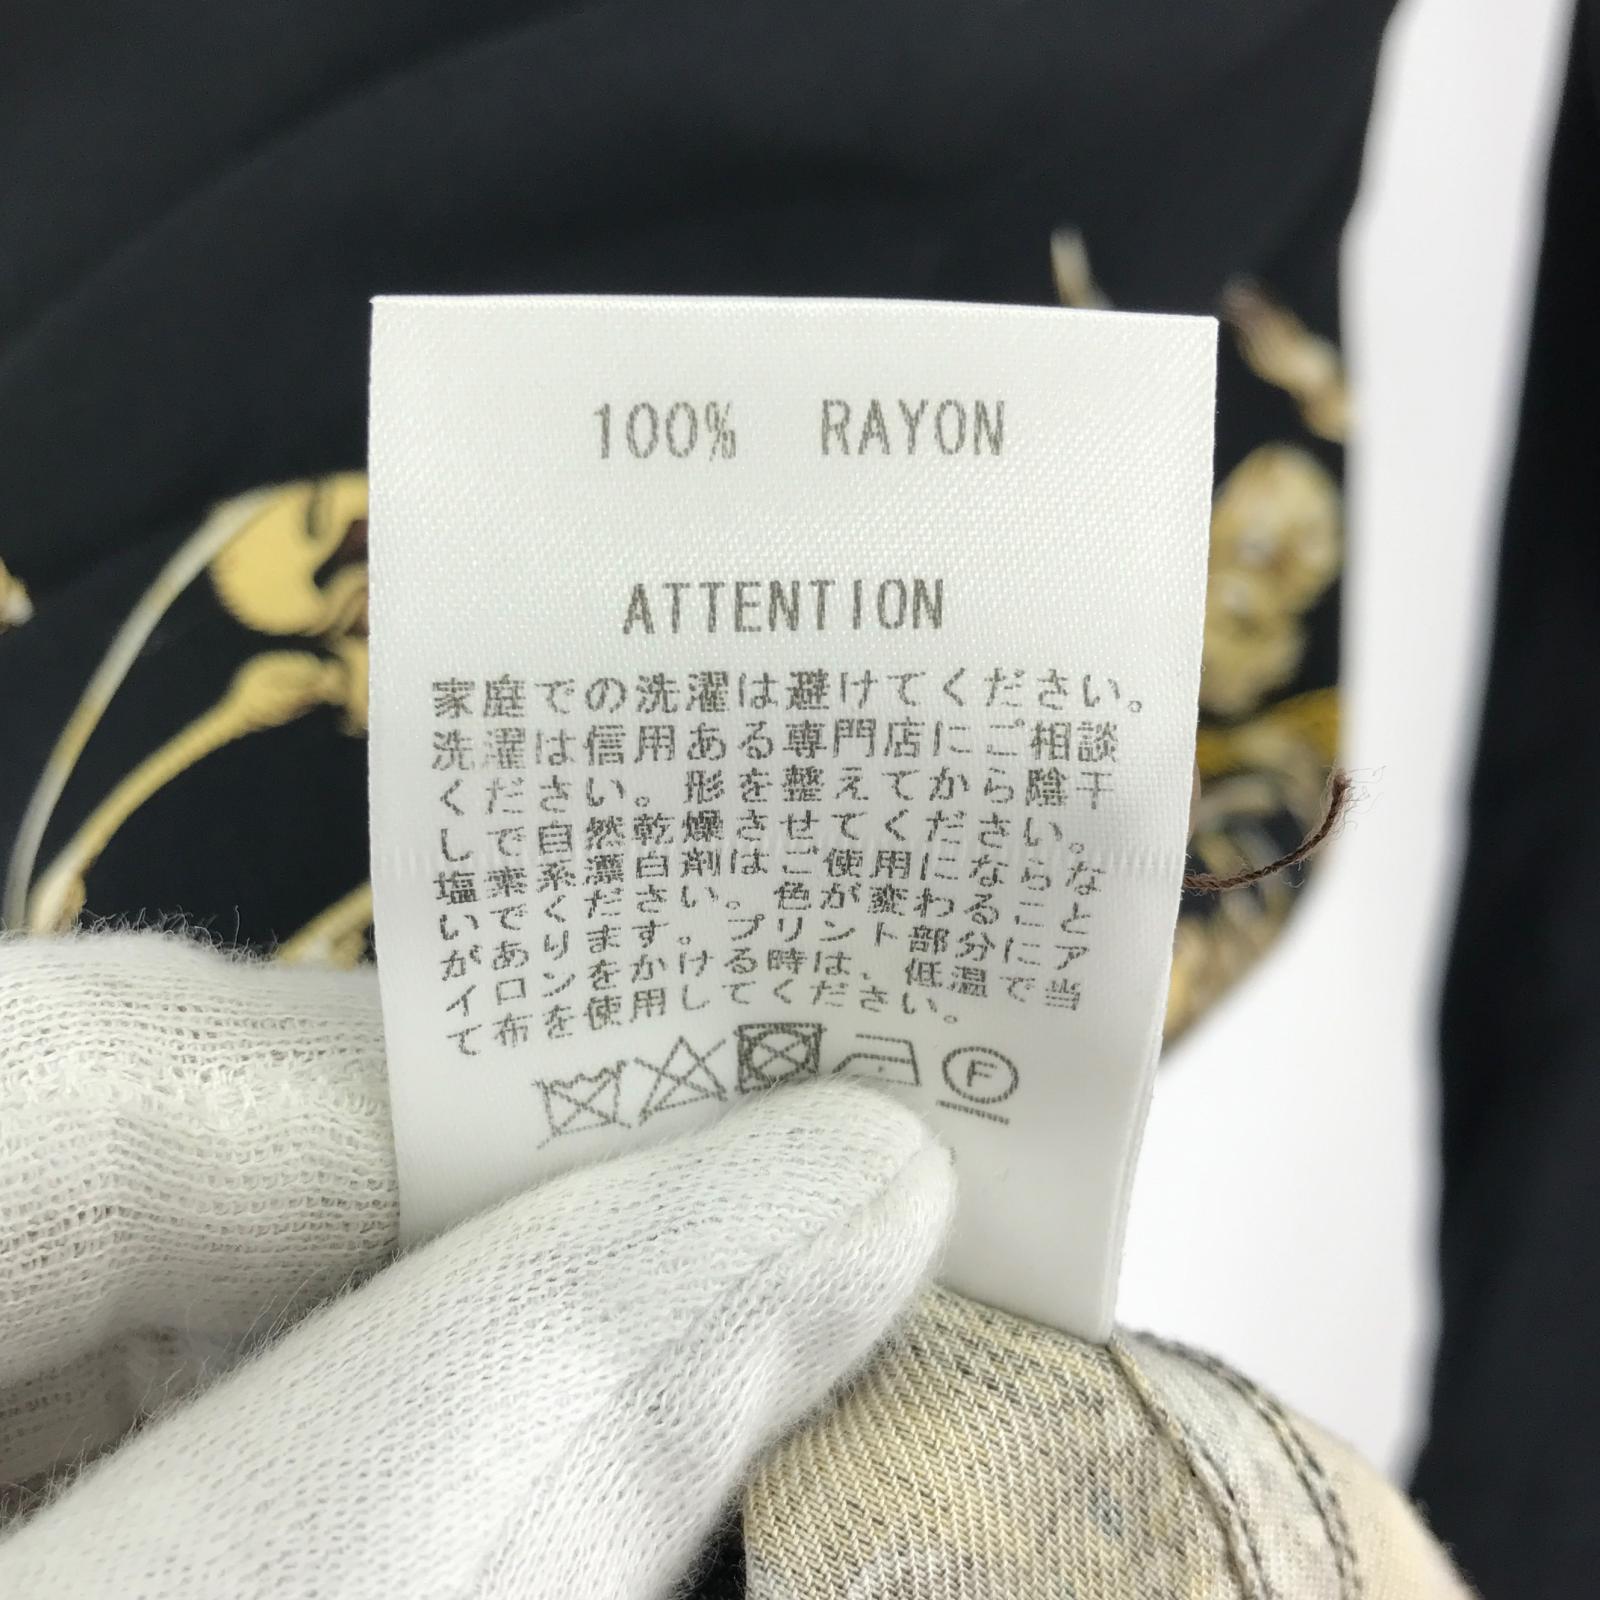 100% RAYON
ATTENTION
家庭での洗濯は避けてください。
洗濯は信用ある専門店にご相談
ください。形を整えてから陰干
しで自然乾燥させてください。
塩素系漂白剤はご使用にならな
いでください。色が変わること
があります。プリント部分にア
イロンをかける時は、低温で当
て布を使用してください。
F